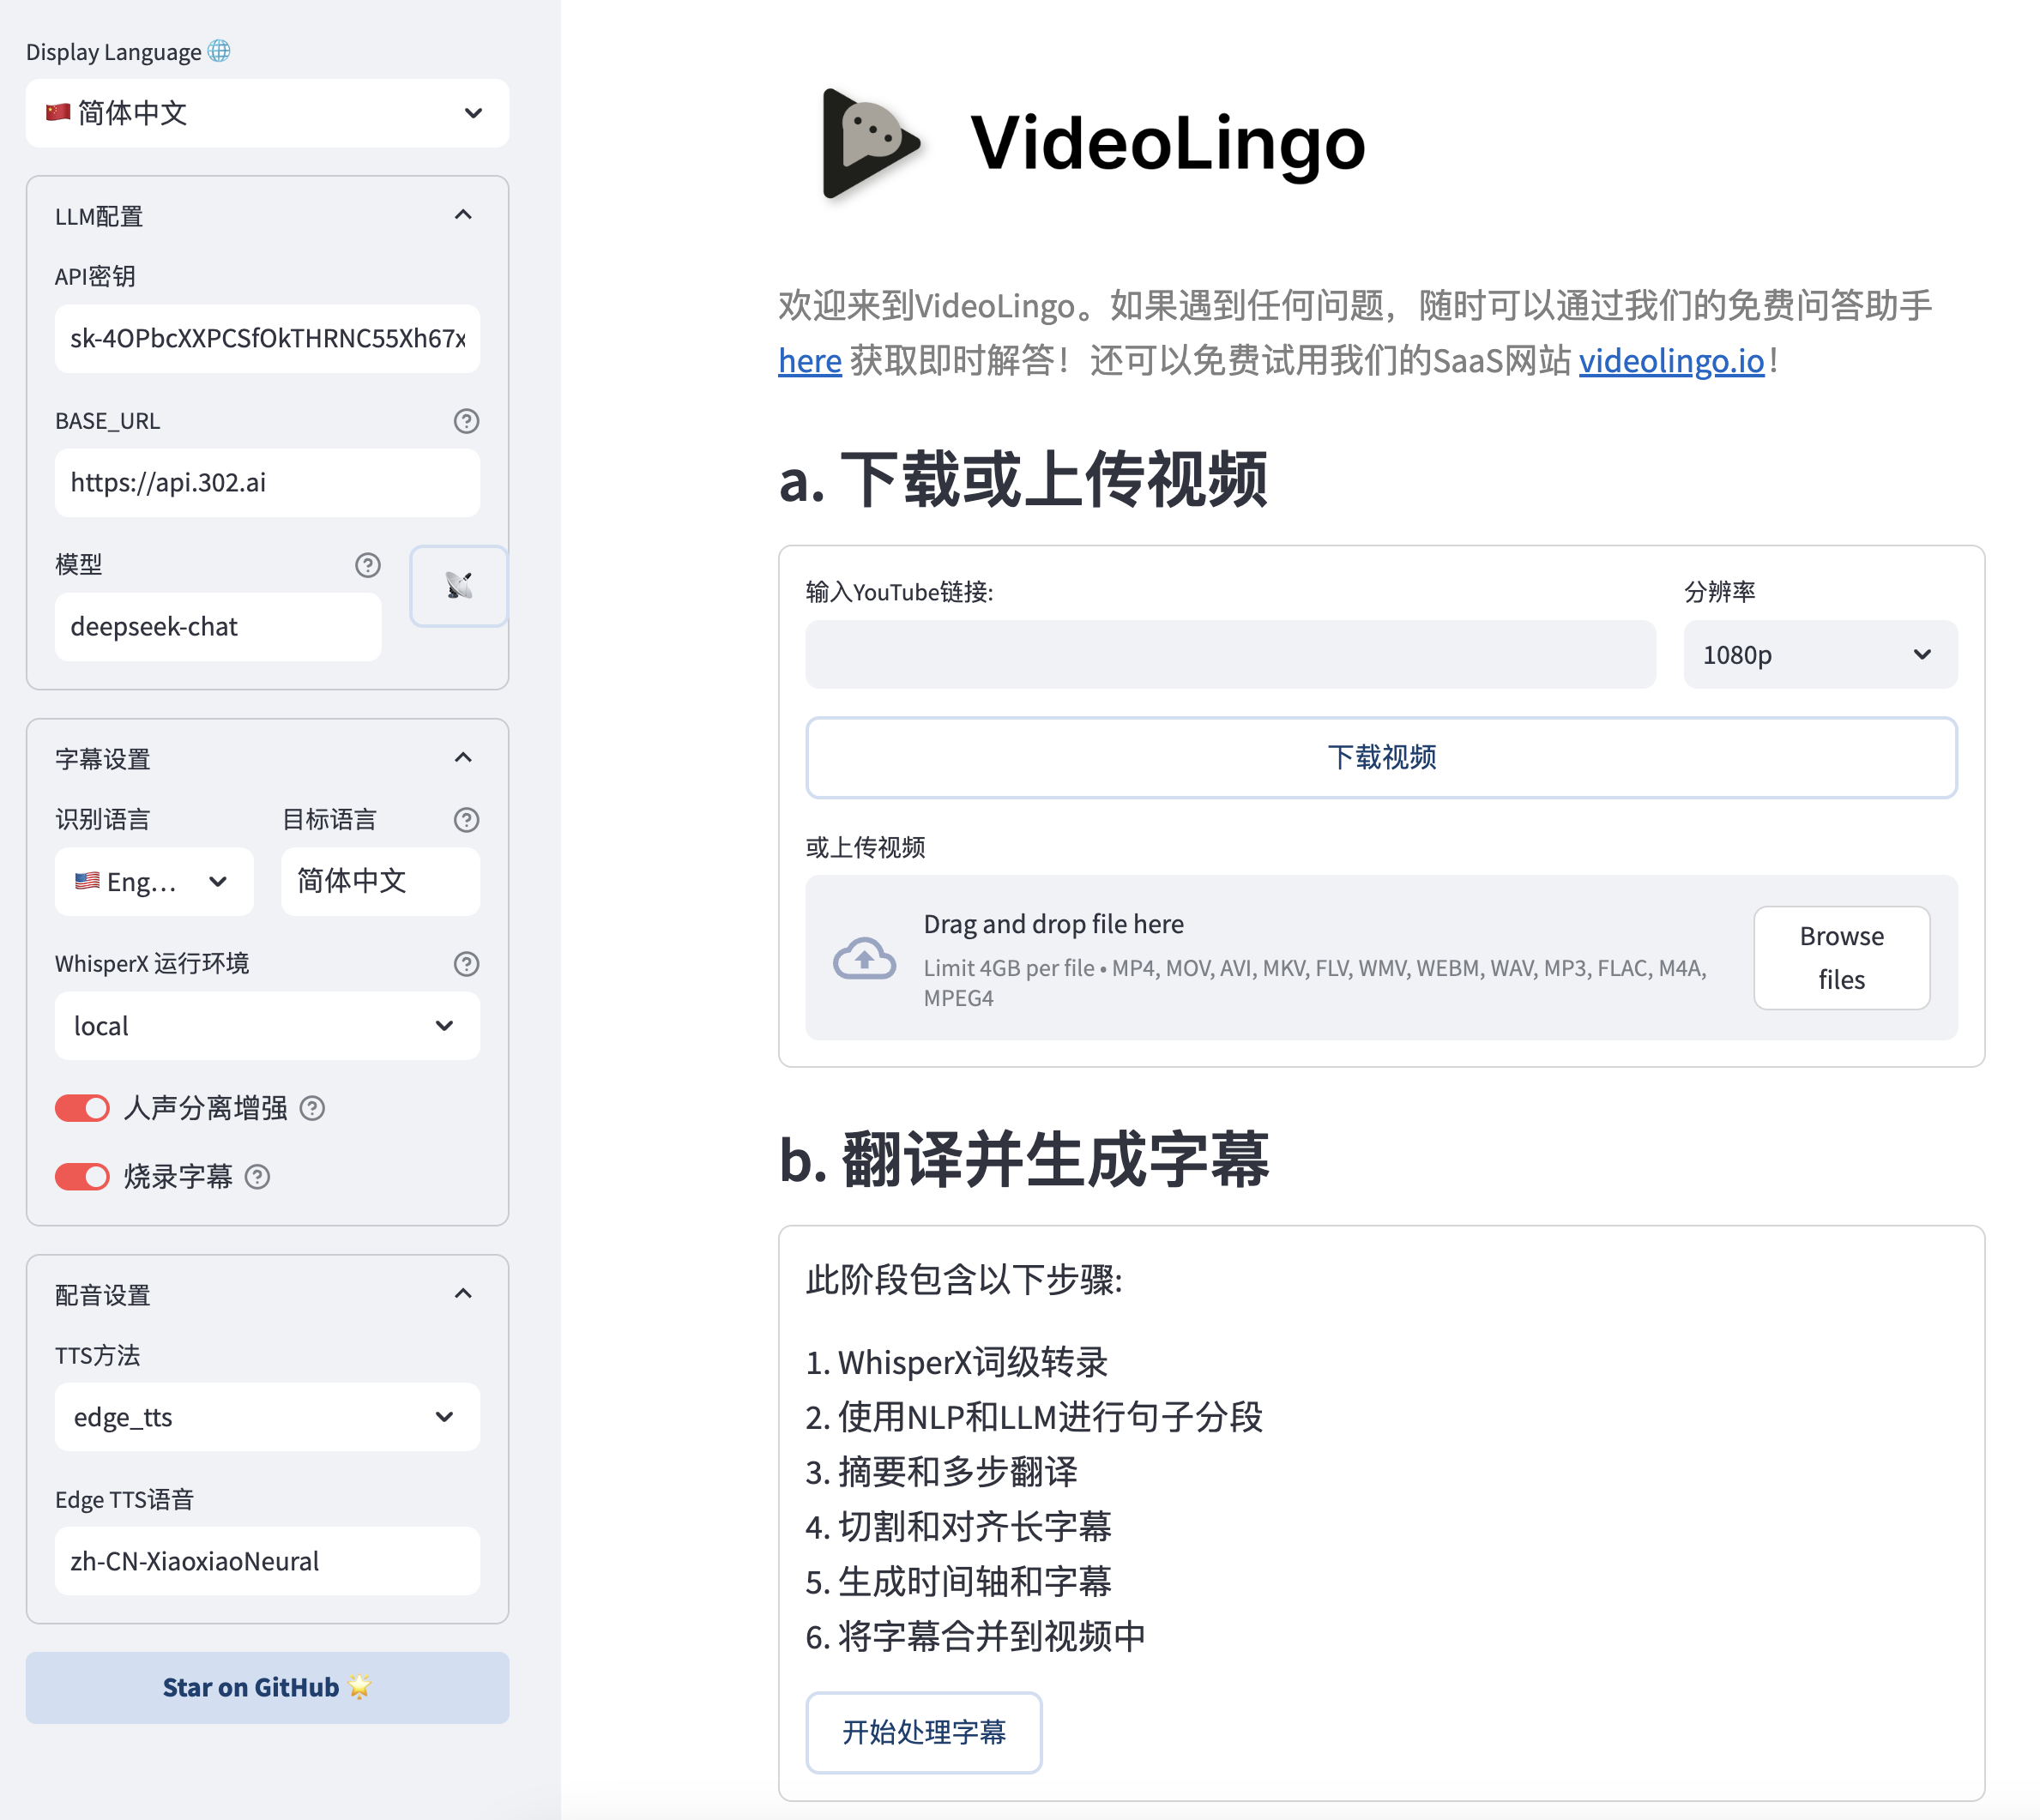 Display Language 🌐
🇨🇳 简体中文
LLM配置
API密钥
sk-4OPbcXXPCSfOkTHRNC55Xh67x
BASE_URL
https://api.302.ai
模型
deepseek-chat
字幕设置
识别语言
目标语言
🇺🇸 Eng...
简体中文
WhisperX 运行环境
local
人声分离增强
烧录字幕
配音设置
TTS方法
edge_tts
Edge TTS语音
zh-CN-XiaoxiaoNeural
Star on GitHub 🌟
VideoLingo
欢迎来到VideoLingo。如果遇到任何问题，随时可以通过我们的免费问答助手
here 获取即时解答！还可以免费试用我们的SaaS网站 videolingo.io！
a. 下载或上传视频
输入YouTube链接:
分辨率
1080p
下载视频
或上传视频
Drag and drop file here
Limit 4GB per file • MP4, MOV, AVI, MKV, FLV, WMV, WEBM, WAV, MP3, FLAC, M4A,
MPEG4
Browse
files
b. 翻译并生成字幕
此阶段包含以下步骤:
1. WhisperX词级转录
2. 使用NLP和LLM进行句子分段
3. 摘要和多步翻译
4. 切割和对齐长字幕
5. 生成时间轴和字幕
6. 将字幕合并到视频中
开始处理字幕